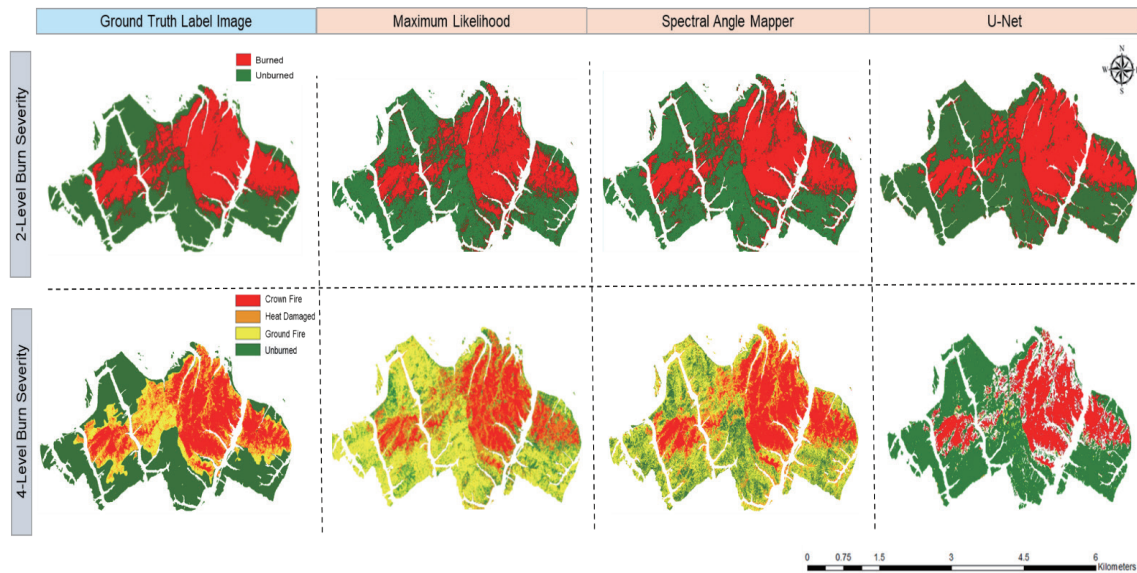 Ground Truth Label Image
Maximum Likelihood
Spectral Angle Mapper
U-Net
2-Level Burn Severity
Burned
Unburned
N
W
S
4-Level Burn Severity
Crown Fire
Heat Damaged
Ground Fire
Unburned
0 0.75 1.5 3 4.5 6
Kilometers